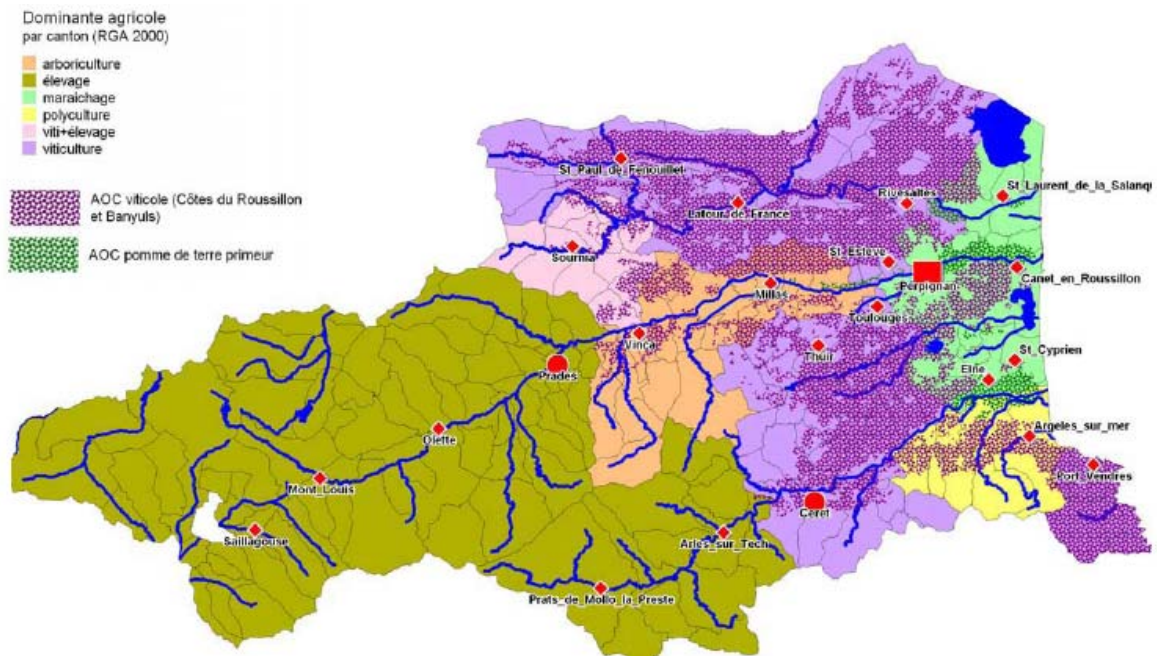 Dominante agricole
par canton (RGA 2000)
arboriculture
élevage
maraichage
polyculture
viti+élevage
viticulture
AOC viticole (Côtes du Roussillon
et Banyuls)
AOC pomme de terre primeur
St_Paul_de_Fenouillet
Latour_de_France
Rivesaltes
St_Laurent_de_la_Salanqu
Sournia
St_Esteve
Canet_en_Roussillon
Millas
Perpignan
Toulouges
Vinça
Thuir
St_Cyprien
Elne
Prades
Olette
Argeles_sur_mer
Port_Vendres
Mont_Louis
Céret
Saillagouse
Arles_sur_Tech
Prats_de_Mollo_la_Preste